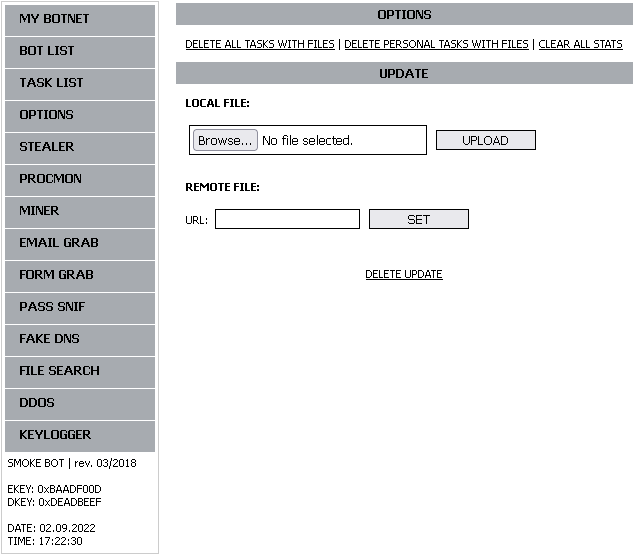 MY BOTNET
BOT LIST
TASK LIST
OPTIONS
STEALER
PROCMON
MINER
EMAIL GRAB
FORM GRAB
PASS SNIF
FAKE DNS
FILE SEARCH
DDOS
KEYLOGGER
SMOKE BOT | rev. 03/2018
EKEY: 0xBAADF00D
DKEY: 0xDEADBEEF
DATE: 02.09.2022
TIME: 17:22:30
OPTIONS
DELETE ALL TASKS WITH FILES | DELETE PERSONAL TASKS WITH FILES | CLEAR ALL STATS
UPDATE
LOCAL FILE:
Browse... No file selected. UPLOAD
REMOTE FILE:
URL: SET
DELETE UPDATE